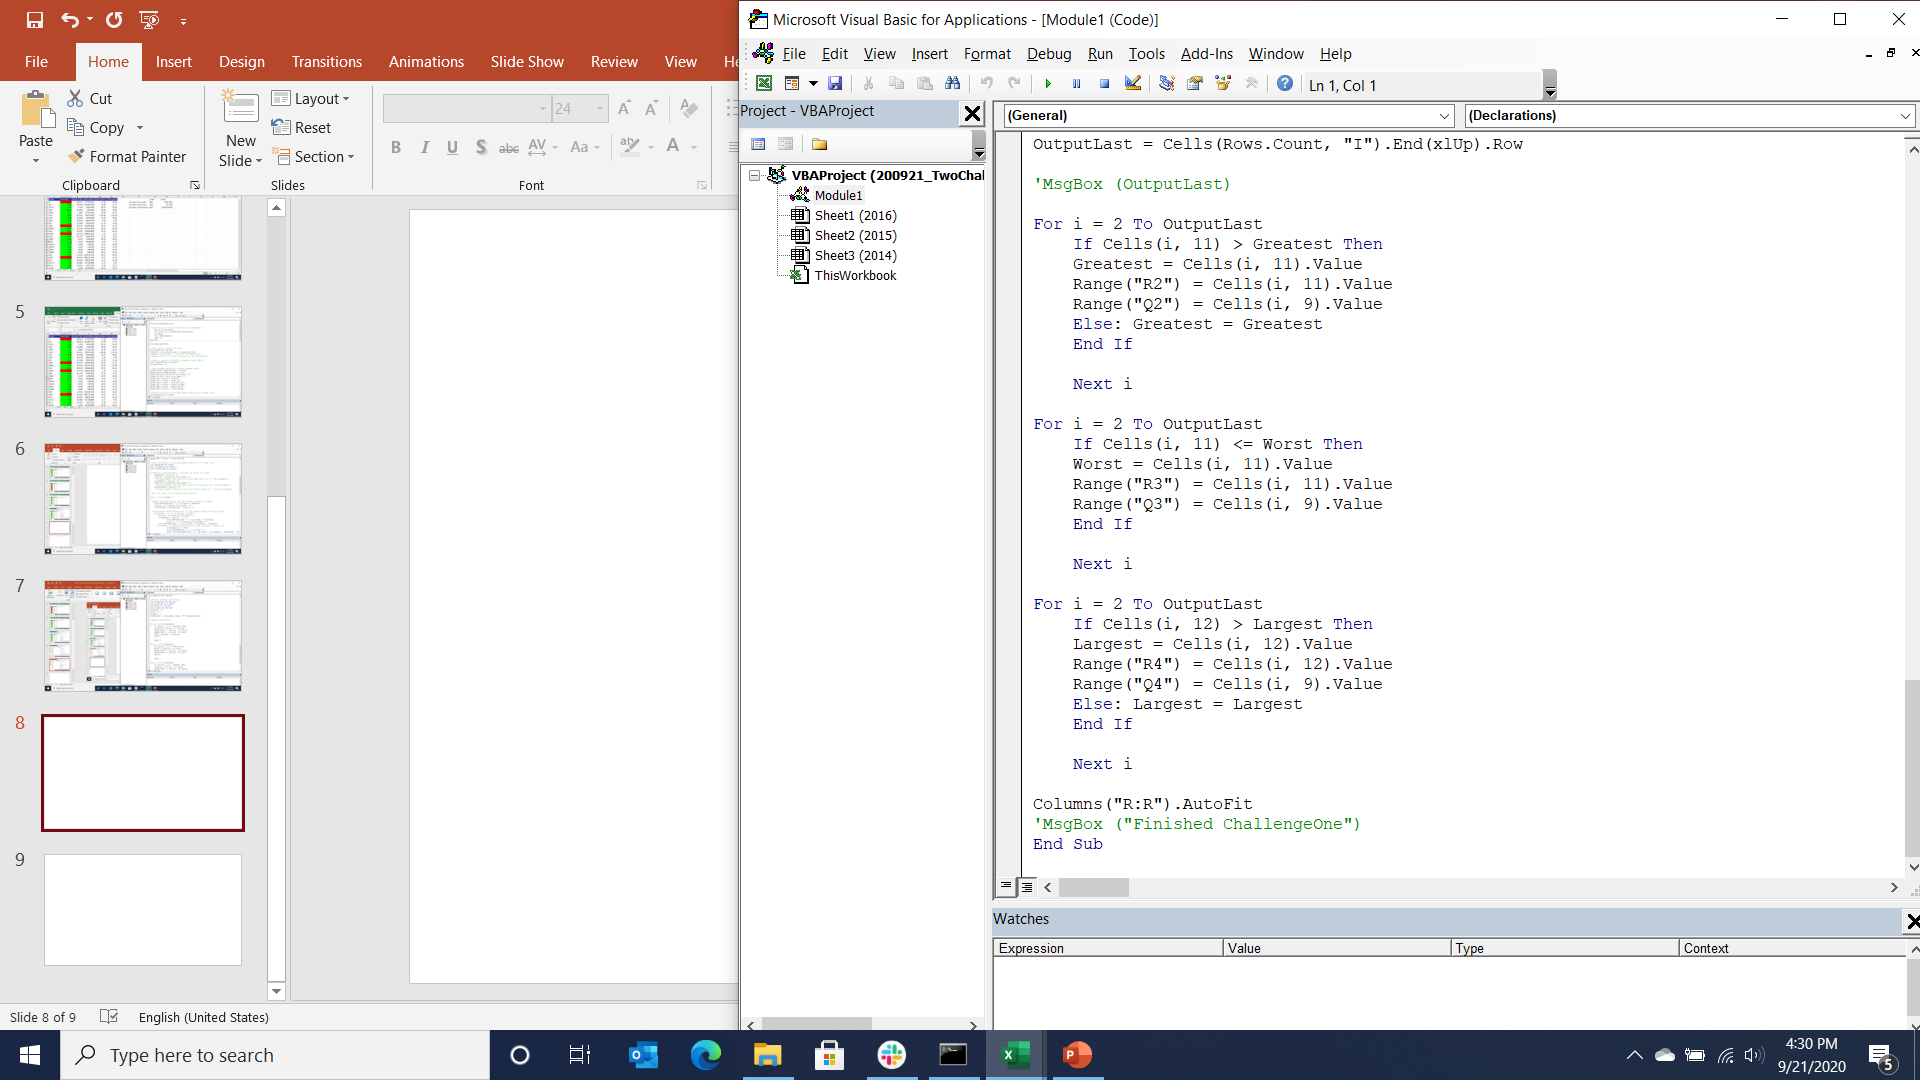 File
Home
Insert
Design
Transitions
Animations
Slide Show
Review
View
He
Paste
Cut
Copy
Format Painter
Clipboard
New
Slide
Layout
Reset
Section
Slides
24
B I U S abc AV Aa A
Font
5
6
7
8
9
Slide 8 of 9
English (United States)
Microsoft Visual Basic for Applications - [Module1 (Code)]
File Edit View Insert Format Debug Run Tools Add-Ins Window Help
Ln 1, Col 1
Project - VBAProject
VBAProject (200921_TwoChal
Module1
Sheet1 (2016)
Sheet2 (2015)
Sheet3 (2014)
ThisWorkbook
(General)
(Declarations)
OutputLast = Cells(Rows.Count, "I").End(xlUp).Row
'MsgBox (OutputLast)
For i = 2 To OutputLast
If Cells(i, 11) > Greatest Then
Greatest = Cells(i, 11).Value
Range("R2") = Cells(i, 11).Value
Range("Q2") = Cells(i, 9).Value
Else: Greatest = Greatest
End If
Next i
For i = 2 To OutputLast
If Cells(i, 11) <= Worst Then
Worst = Cells(i, 11).Value
Range("R3") = Cells(i, 11).Value
Range("Q3") = Cells(i, 9).Value
End If
Next i
For i = 2 To OutputLast
If Cells(i, 12) > Largest Then
Largest = Cells(i, 12).Value
Range("R4") = Cells(i, 12).Value
Range("Q4") = Cells(i, 9).Value
Else: Largest = Largest
End If
Next i
Columns("R:R").AutoFit
'MsgBox ("Finished ChallengeOne")
End Sub
Watches
Expression
Value
Type
Context
Type here to search
4:30 PM
9/21/2020
5